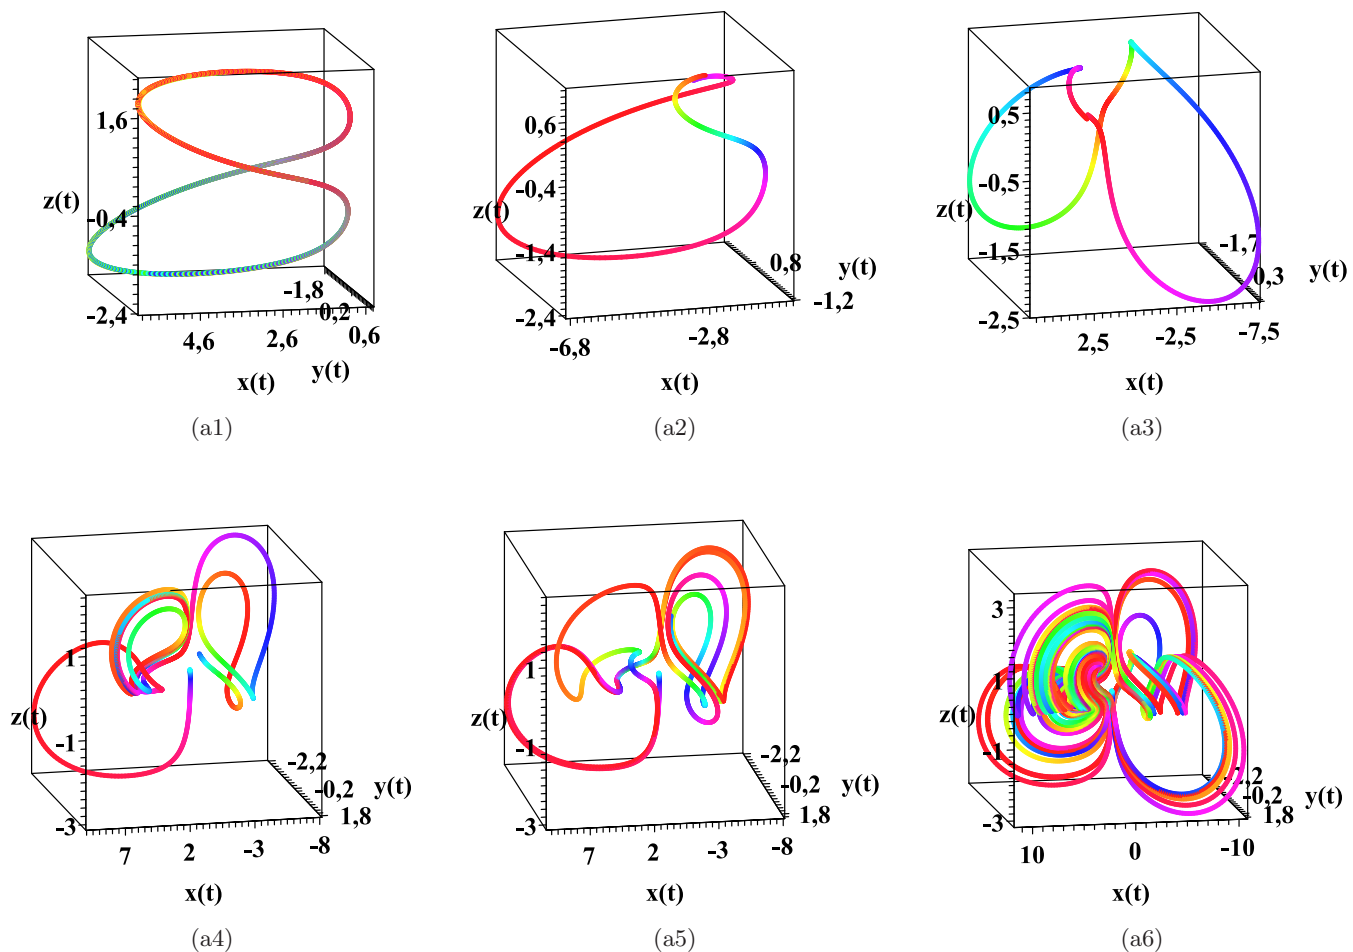 1,6
z(t)
-0,4
-2,4
-1,8
0,2
4,6
2,6
0,6
x(t)
y(t)
(a1)
0,6
-0,4
z(t)
-1,4
-2,4
0,8
y(t)
-1,2
-6,8
-2,8
x(t)
(a2)
0,5
-0,5
z(t)
-1,5
-2,5
-1,7
0,3
y(t)
2,5
-2,5
-7,5
x(t)
(a3)
1
z(t)
-1
-3
-2,2
-0,2
y(t)
1,8
7
2
-3
-8
x(t)
(a4)
1
z(t)
-1
-3
-2,2
-0,2
y(t)
1,8
7
2
-3
-8
x(t)
(a5)
3
1
z(t)
-1
-3
-2,2
-0,2
y(t)
1,8
10
0
-10
x(t)
(a6)